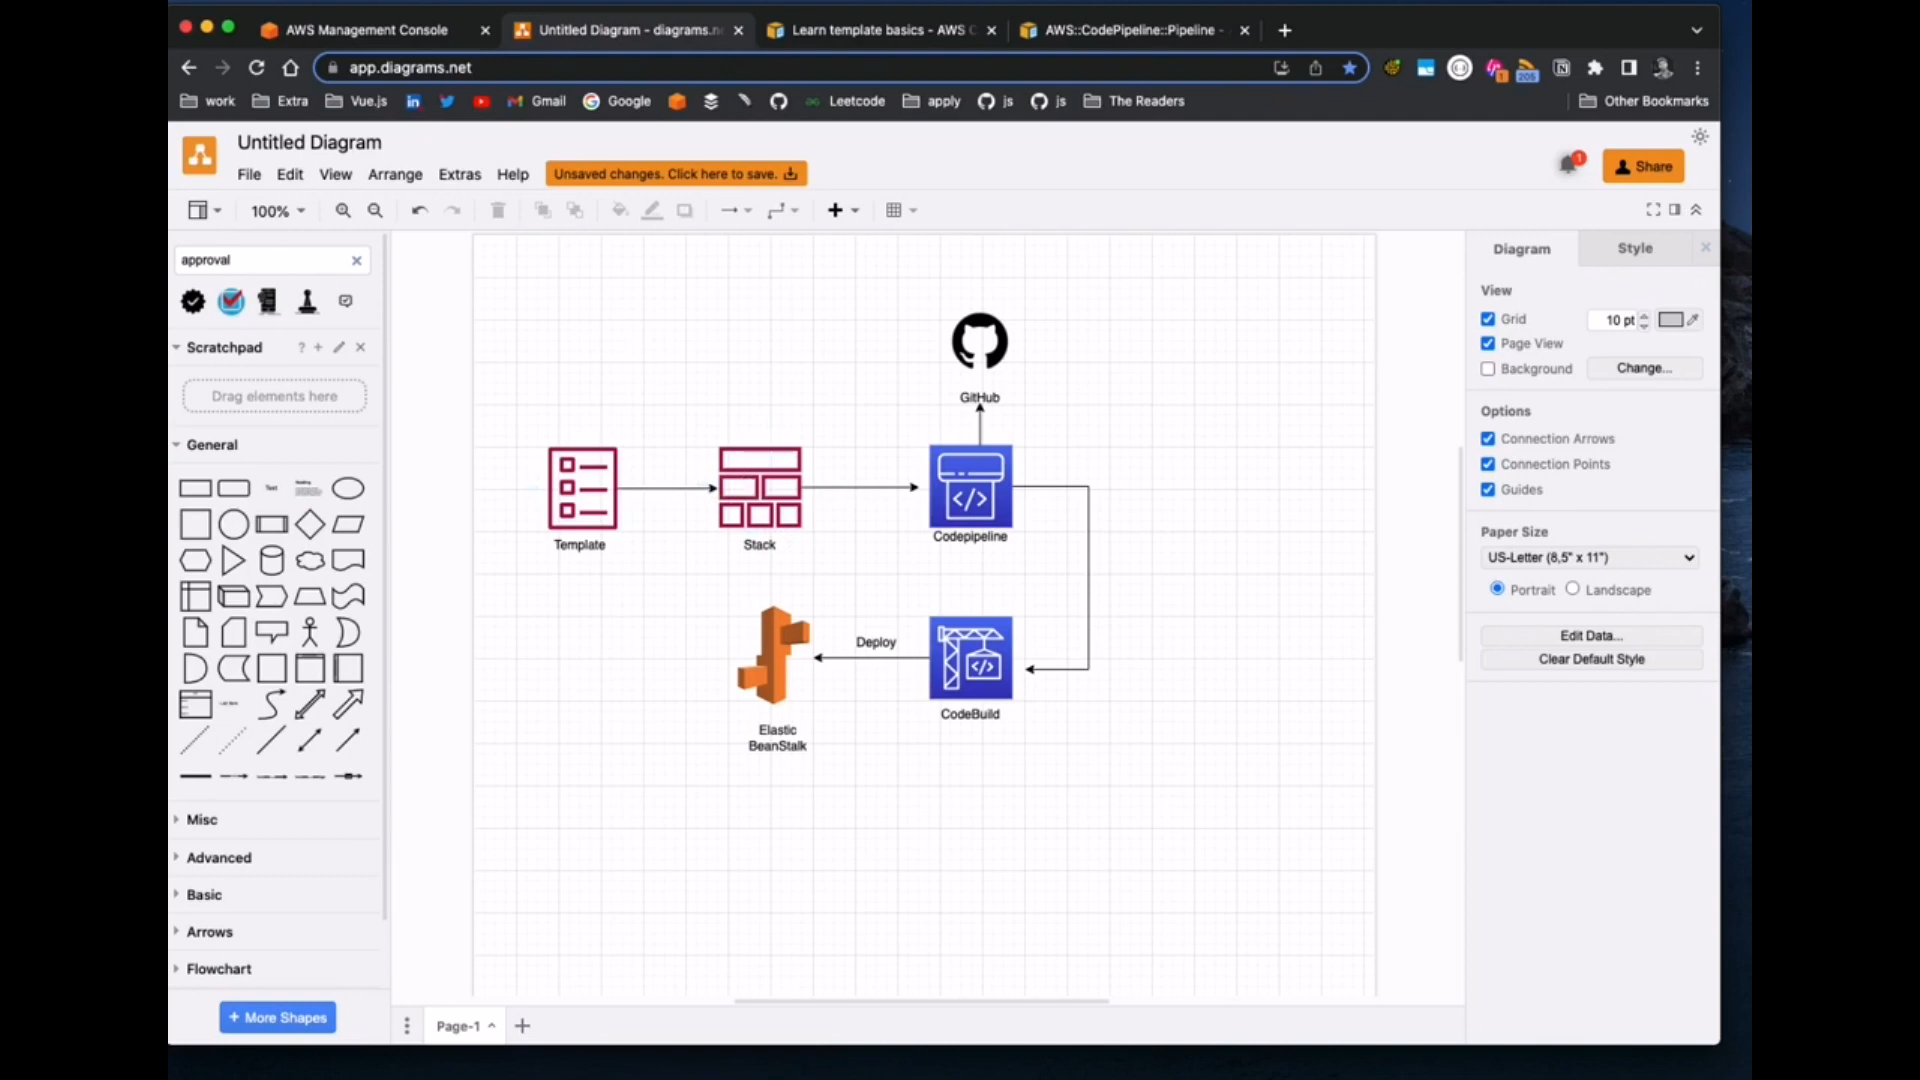 AWS Management Console
Untitled Diagram - diagrams.n
Learn template basics - AWS C
AWS::CodePipeline::Pipeline -
app.diagrams.net
1
205
work
Extra
Vue.js
Gmail
Google
Leetcode
apply
js
js
The Readers
Other Bookmarks
Untitled Diagram
File
Edit
View
Arrange
Extras
Help
Unsaved changes. Click here to save.
1
Share
100%
approval
Scratchpad
?
Drag elements here
General
Text
Heading
Misc
Advanced
Basic
Arrows
Flowchart
+ More Shapes
GitHub
Template
Stack
Codepipeline
Deploy
Elastic
BeanStalk
CodeBuild
Page-1
Diagram
Style
View
Grid
10 pt
Page View
Background
Change...
Options
Connection Arrows
Connection Points
Guides
Paper Size
US-Letter (8,5" x 11")
Portrait
Landscape
Edit Data...
Clear Default Style